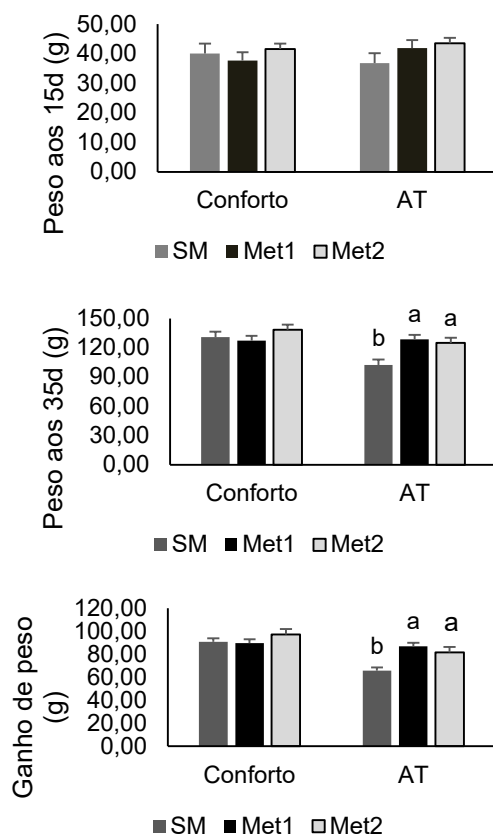 Peso aos 15d (g)
50,00
40,00
30,00
20,00
10,00
0,00
Conforto AT
SM Met1 Met2
Peso aos 35d (g)
150,00
120,00
90,00
60,00
30,00
0,00
b a a
Conforto AT
SM Met1 Met2
Ganho de peso
(g)
120,00
100,00
80,00
60,00
40,00
20,00
0,00
b a a
Conforto AT
SM Met1 Met2